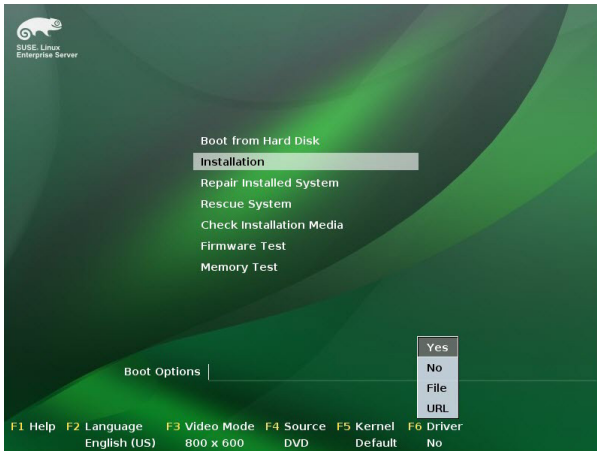 SUSE. Linux
Enterprise Server
Boot from Hard Disk
Installation
Repair Installed System
Rescue System
Check Installation Media
Firmware Test
Memory Test
Yes
No
File
URL
Boot Options
F1 Help F2 Language F3 Video Mode F4 Source F5 Kernel F6 Driver
English (US) 800 x 600 DVD Default No